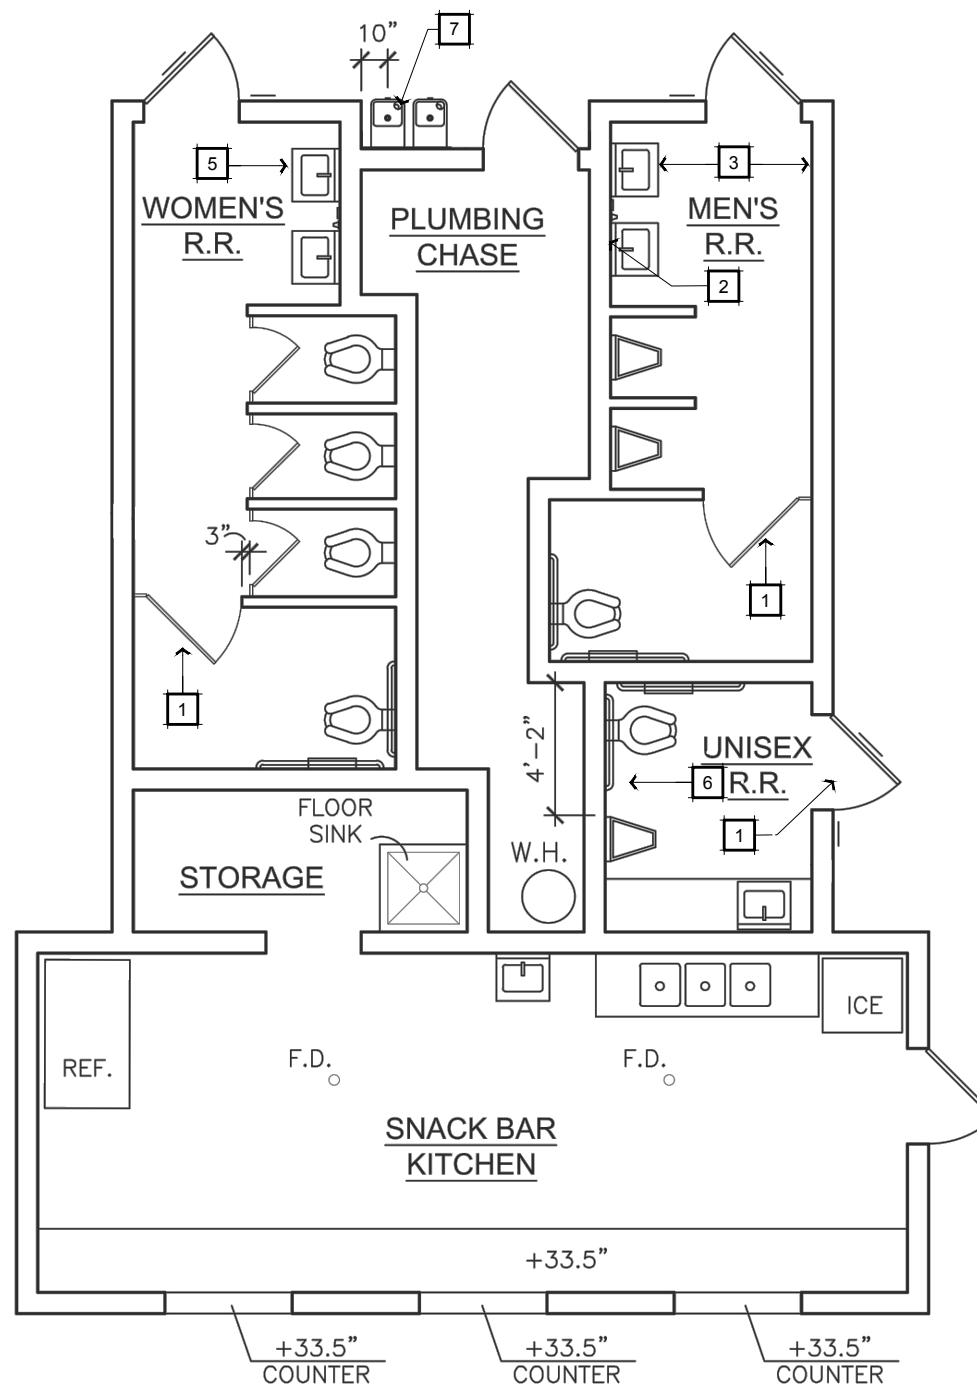 10”
7
5
3
WOMEN'S
R.R.
PLUMBING
CHASE
MEN'S
R.R.
2
3”
1
1
4'-2”
UNISEX
R.R.
6
1
FLOOR
SINK
W.H.
STORAGE
REF.
ICE
F.D.
F.D.
SNACK BAR
KITCHEN
+33.5”
+33.5”
COUNTER
+33.5”
COUNTER
+33.5”
COUNTER